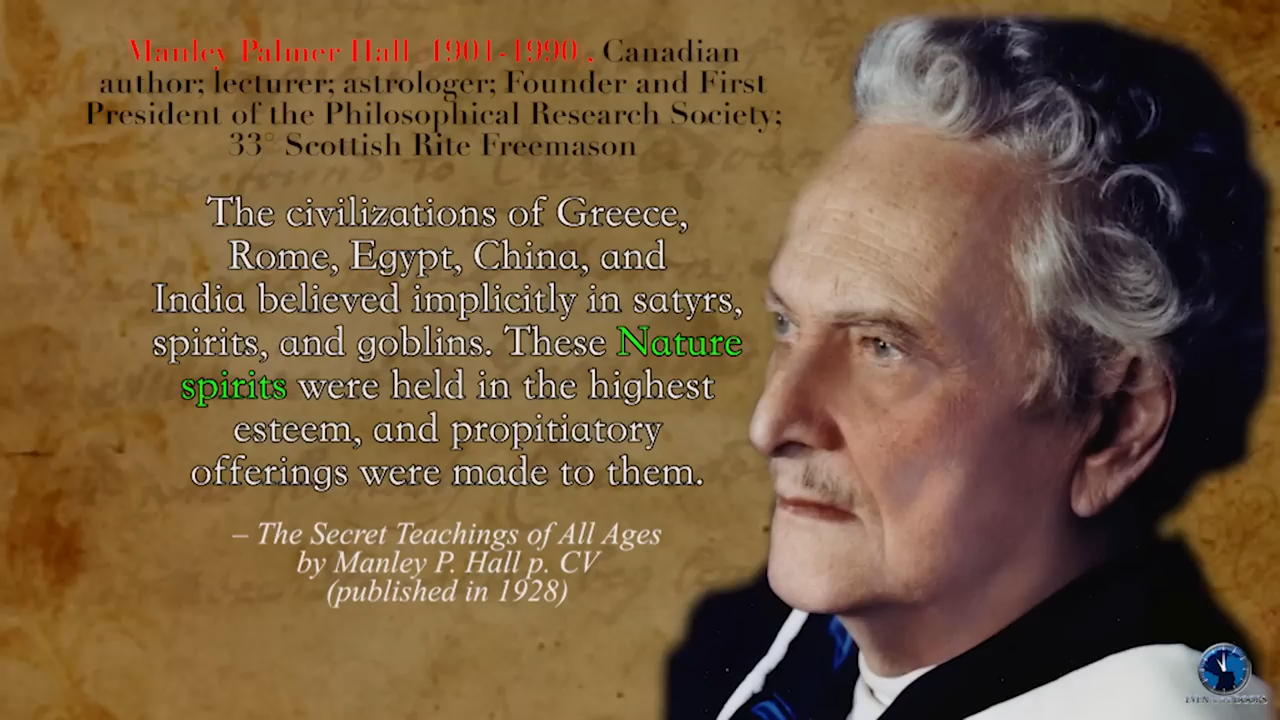 Manley Palmer Hall 1901-1990 , Canadian
author; lecturer; astrologer; Founder and First
President of the Philosophical Research Society;
33° Scottish Rite Freemason
The civilizations of Greece,
Rome, Egypt, China, and
India believed implicitly in satyrs,
spirits, and goblins. These Nature
spirits were held in the highest
esteem, and propitiatory
offerings were made to them.
– The Secret Teachings of All Ages
by Manley P. Hall p. CV
(published in 1928)